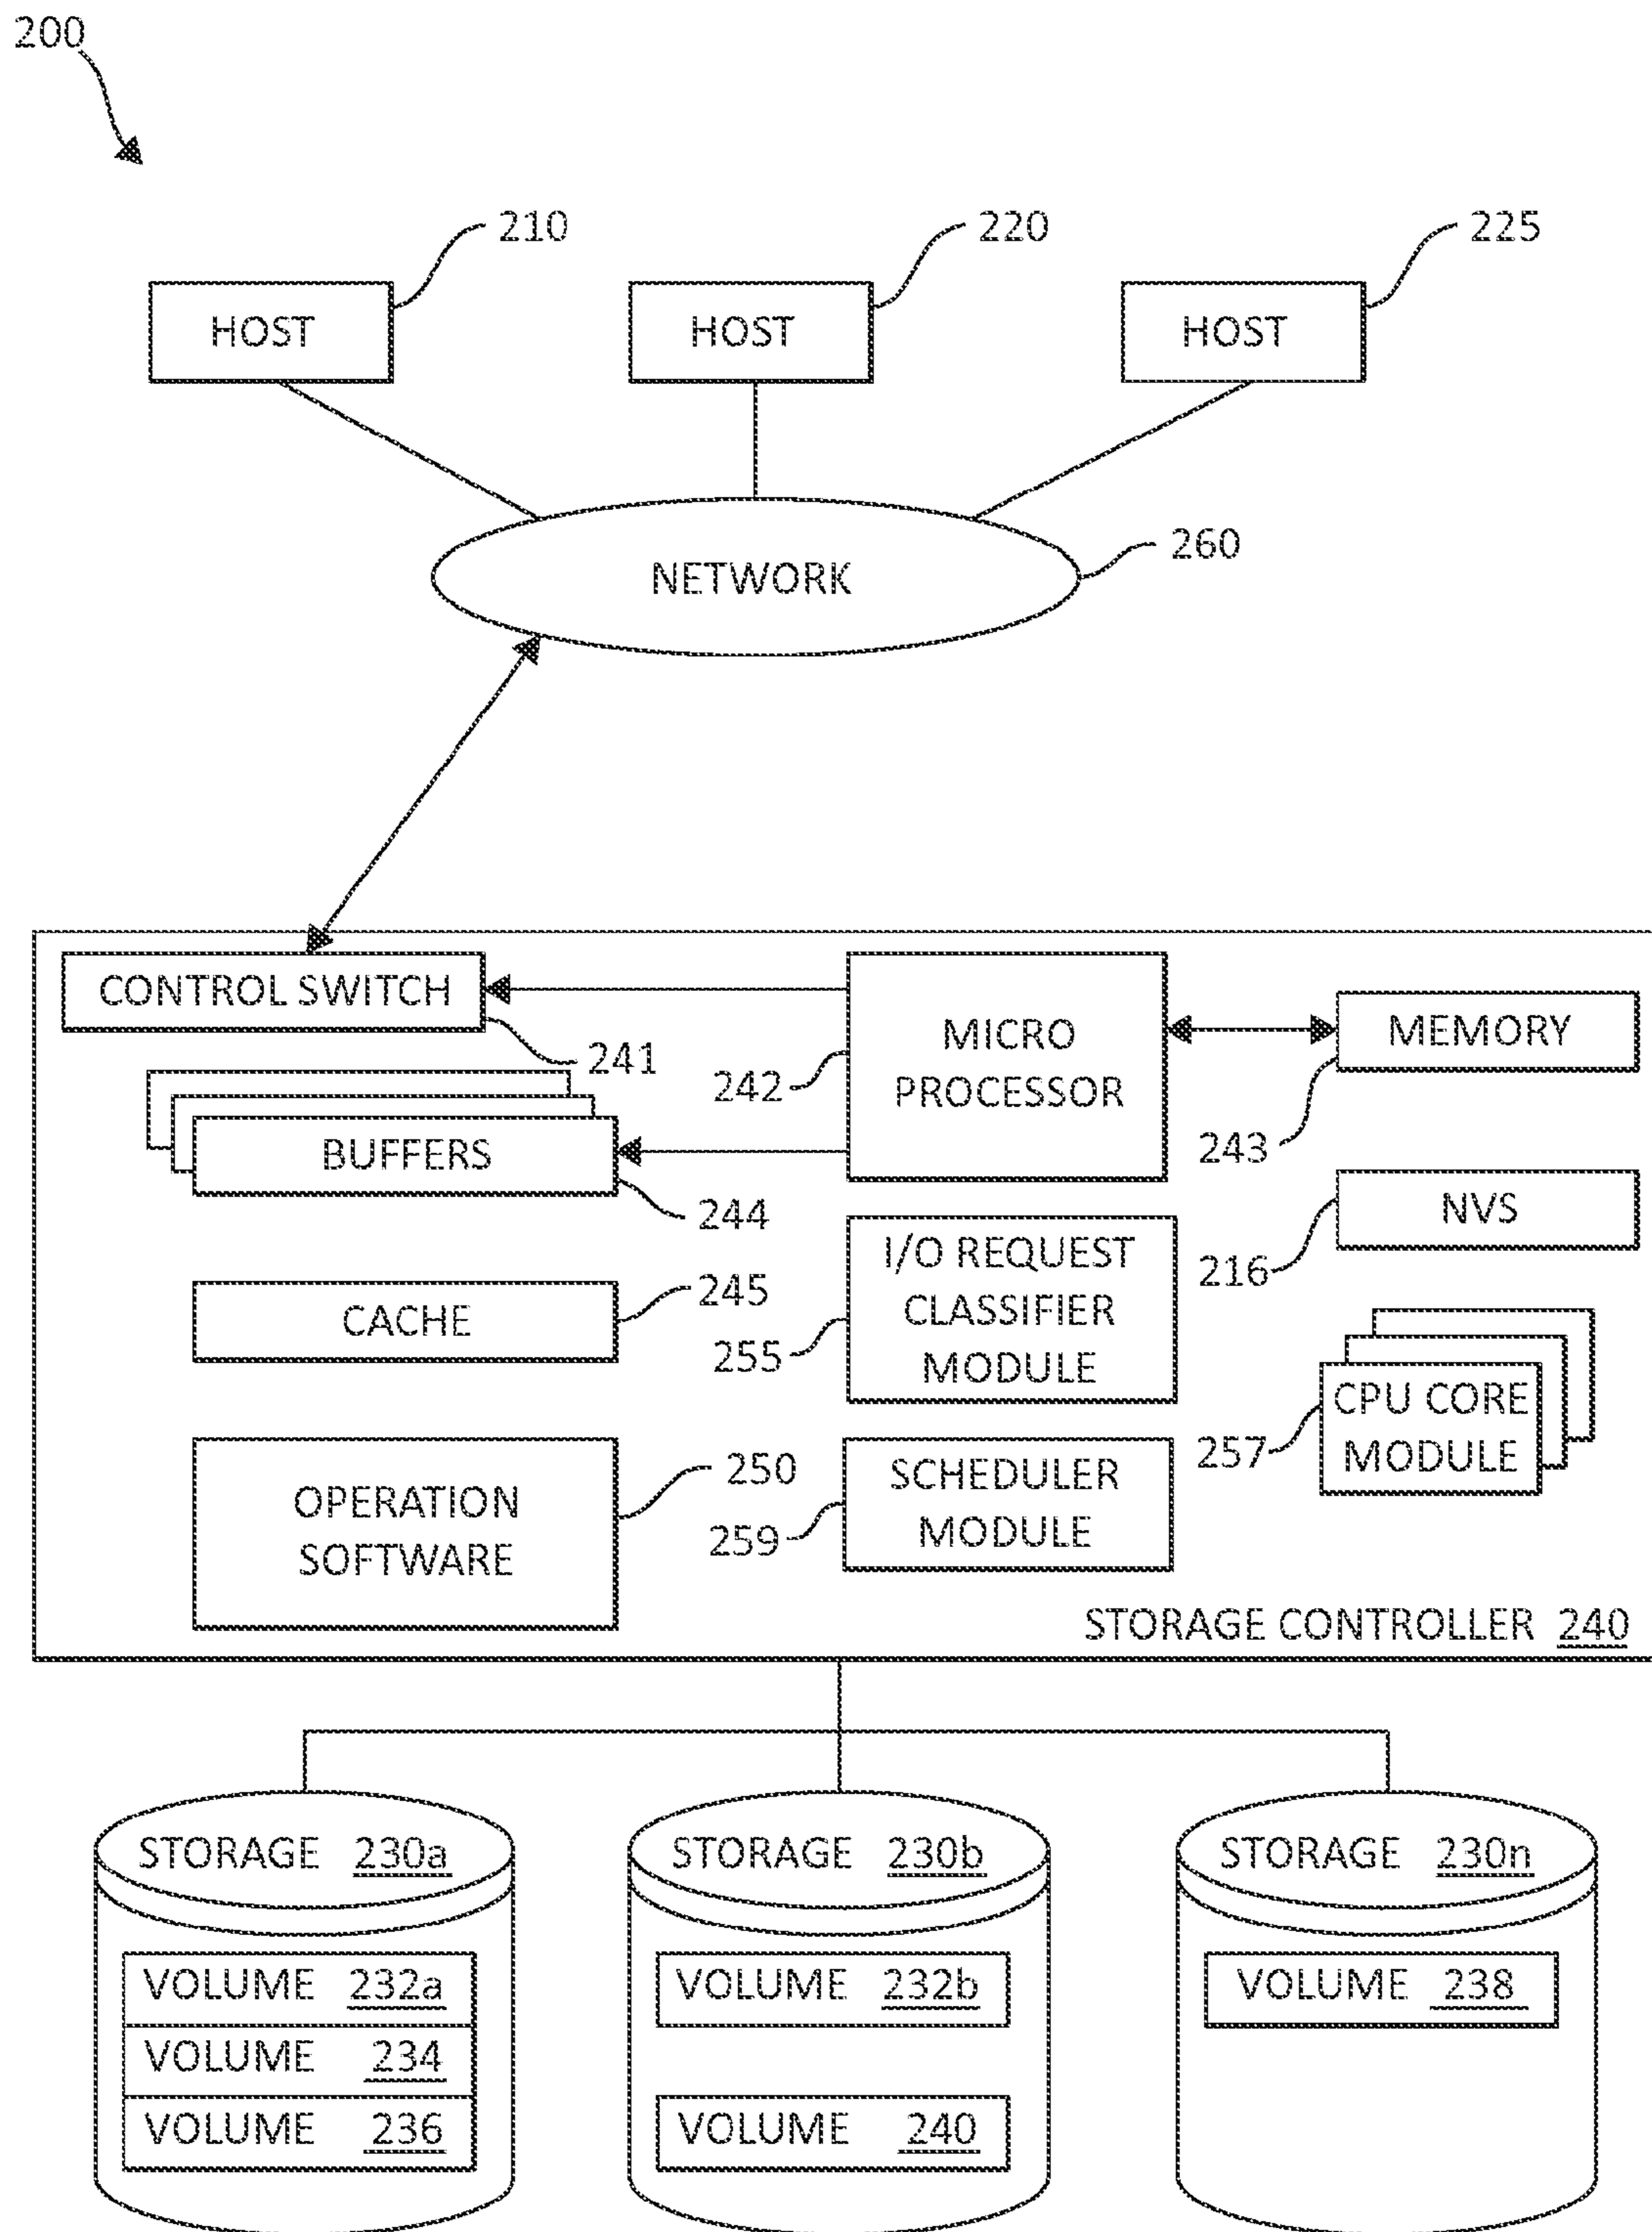 200
210
220
225
HOST
HOST
HOST
260
NETWORK
CONTROL SWITCH
241
MICRO
PROCESSOR
242
MEMORY
243
BUFFERS
244
NVS
216
I/O REQUEST
CLASSIFIER
MODULE
255
CACHE
245
CPU CORE
MODULE
257
OPERATION
SOFTWARE
250
SCHEDULER
MODULE
259
STORAGE CONTROLLER 240
STORAGE 230a
VOLUME 232a
VOLUME 234
VOLUME 236
STORAGE 230b
VOLUME 232b
VOLUME 240
STORAGE 230n
VOLUME 238